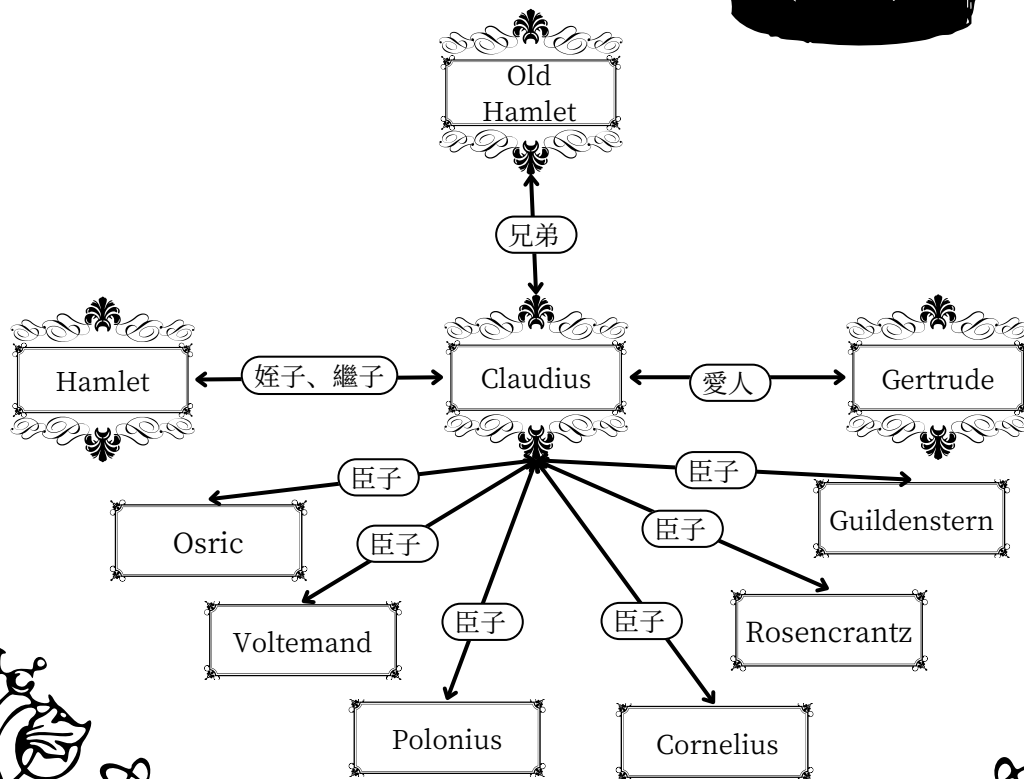 Old
Hamlet
兄弟
Hamlet
姪子、繼子
Claudius
愛人
Gertrude
臣子
臣子
Osric
臣子
臣子
Guildenstern
臣子
臣子
Voltemand
Rosencrantz
Polonius
Cornelius